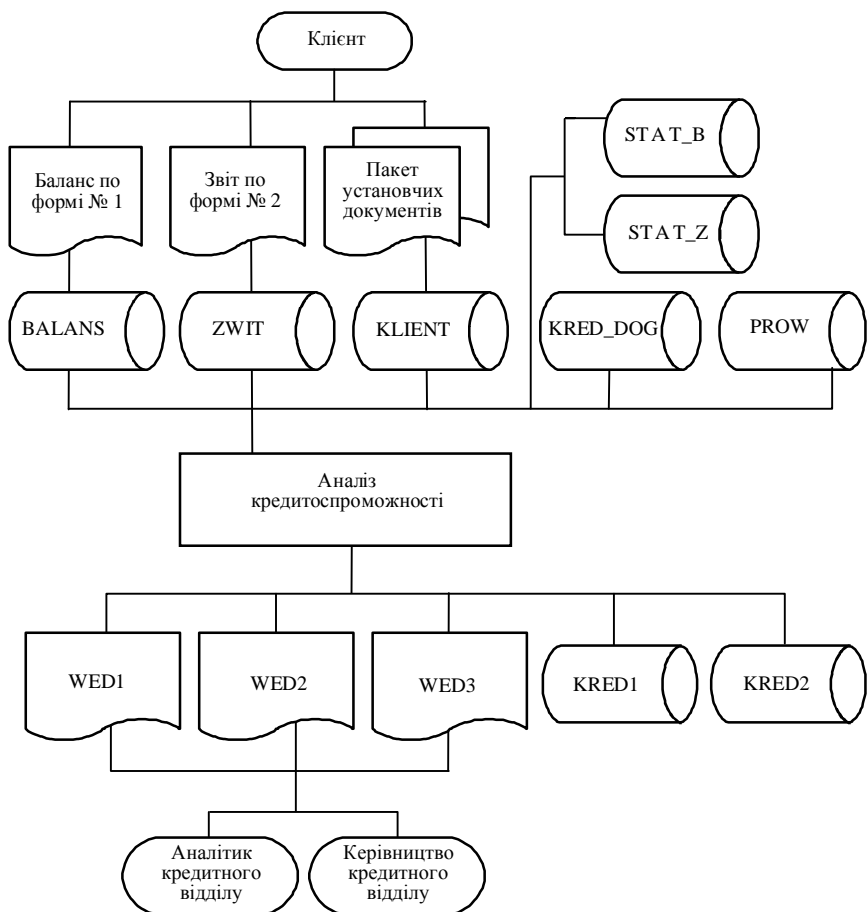 Клієнт
STAT_B
Баланс по
формі № 1
Звіт по
формі № 2
Пакет
установчих
документів
STAT_Z
BALANS
ZWIT
KLIENT
KRED_DOG
PROW
Аналіз
кредитоспроможності
WED1
WED2
WED3
KRED1
KRED2
Аналітик
кредитного
відділу
Керівництво
кредитного
відділу